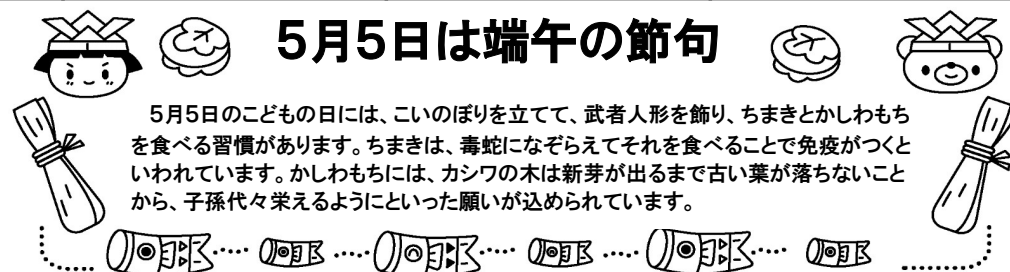 5月5日は端午の節句
5月5日のこどもの日には、こいのぼりを立てて、武者人形を飾り、ちまきとかしわもち
を食べる習慣があります。ちまきは、毒蛇になぞらえてそれを食べることで免疫がつくと
いわれています。かしわもちには、カシワの木は新芽が出るまで古い葉が落ちないこと
から、子孫代々栄えるようにといった願いが込められています。